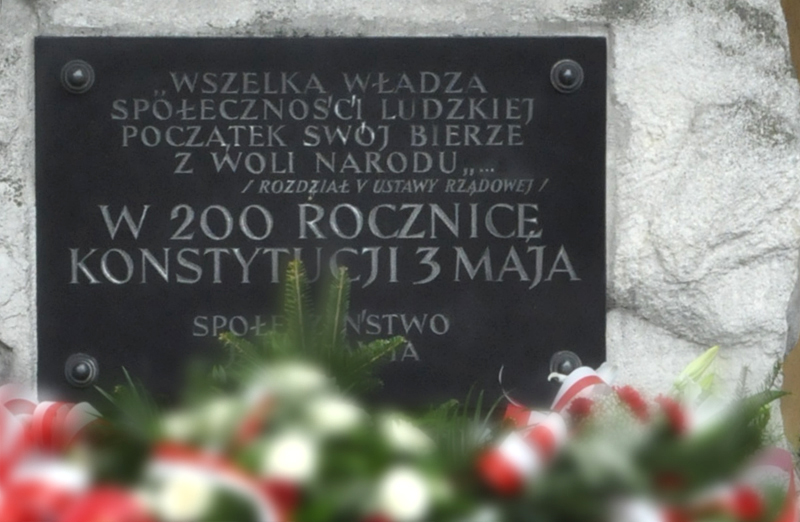 „WSZELKA WŁADZA
SPOŁECZNOŚCI LUDZKIEJ
POCZĄTEK SWÓJ BIERZE
Z WOLI NARODU„...
/ ROZDZIAŁ V USTAWY RZĄDOWEJ /
W 200 ROCZNICĘ
KONSTYTUCJI 3 MAJA